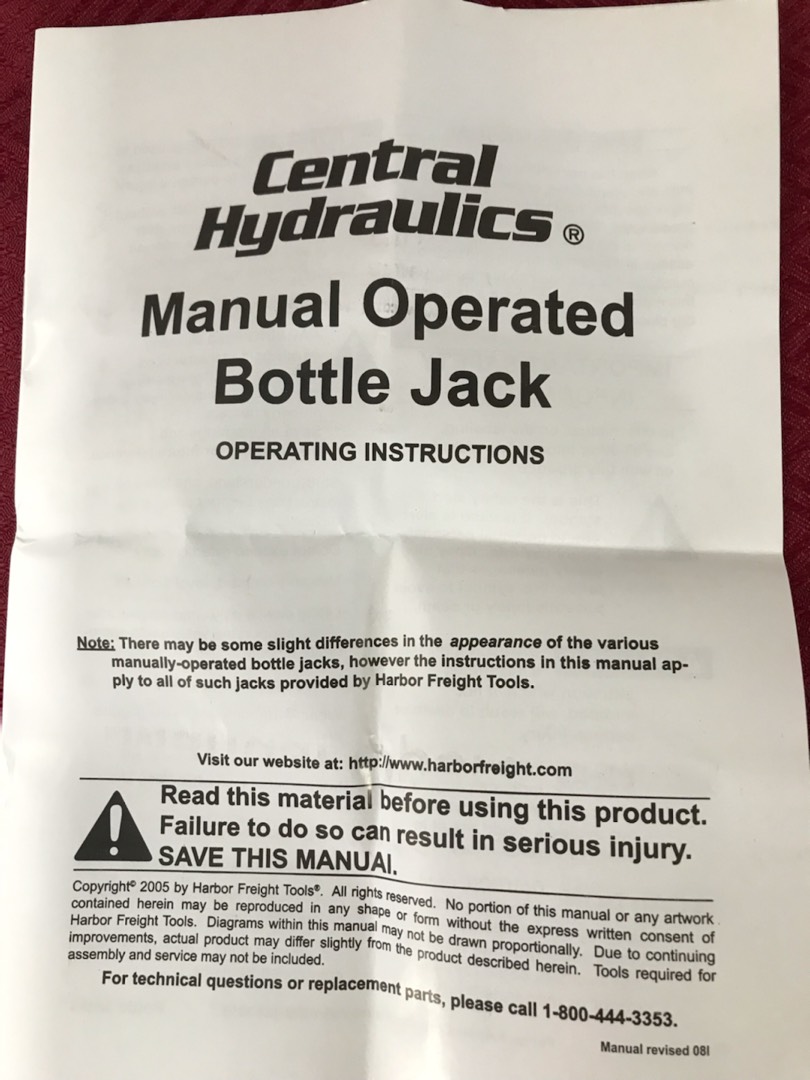 Central
Hydraulics ®
Manual Operated
Bottle Jack
OPERATING INSTRUCTIONS
Note: There may be some slight differences in the appearance of the various
manually-operated bottle jacks, however the instructions in this manual ap-
ply to all of such jacks provided by Harbor Freight Tools.
Visit our website at: http://www.harborfreight.com
Read this material before using this product.
Failure to do so can result in serious injury.
SAVE THIS MANUAL.
Copyright© 2005 by Harbor Freight Tools®. All rights reserved. No portion of this manual or any artwork
contained herein may be reproduced in any shape or form without the express written consent of
Harbor Freight Tools. Diagrams within this manual may not be drawn proportionally. Due to continuing
improvements, actual product may differ slightly from the product described herein. Tools required for
assembly and service may not be included.
For technical questions or replacement parts, please call 1-800-444-3353.
Manual revised 08I